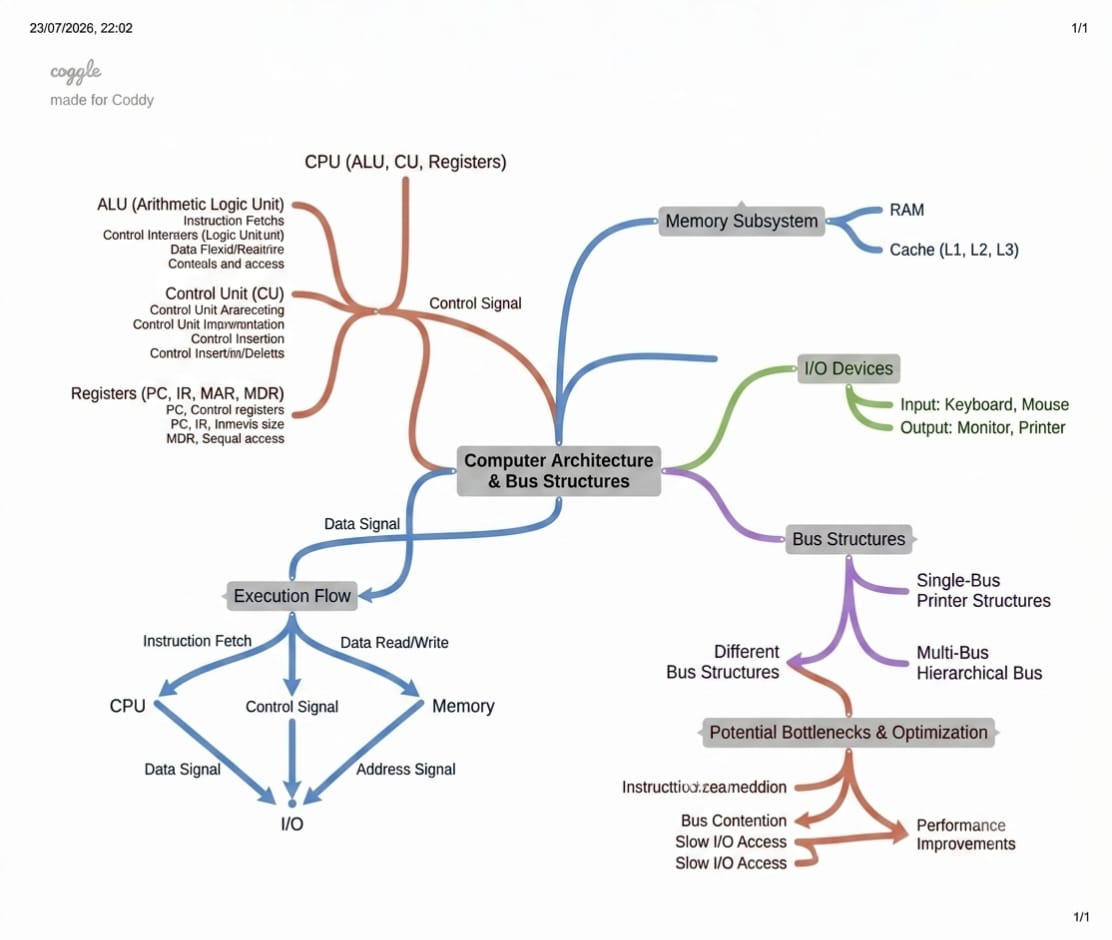 23/07/2026, 22:02
1/1
coggle
made for Coddy
CPU (ALU, CU, Registers)
ALU (Arithmetic Logic Unit)
Instruction Fetchs
Control (Logic
Data
and access
Control Unit (CU)
Control Unit
Control Unit
Control Insertion
Control
Registers (PC, IR, MAR, MDR)
PC, Control registers
PC, IR, Inmevis size
MDR, Sequal access
Control Signal
Memory Subsystem
RAM
Cache (L1, L2, L3)
I/O Devices
Input: Keyboard, Mouse
Output: Monitor, Printer
Computer Architecture
& Bus Structures
Data Signal
Execution Flow
Instruction Fetch
Data Read/Write
CPU
Control Signal
Memory
Data Signal
Address Signal
I/O
Bus Structures
Single-Bus
Printer Structures
Multi-Bus
Hierarchical Bus
Different
Bus Structures
Potential Bottlenecks & Optimization
Bus Contention
Slow I/O Access
Slow I/O Access
Performance
Improvements
1/1